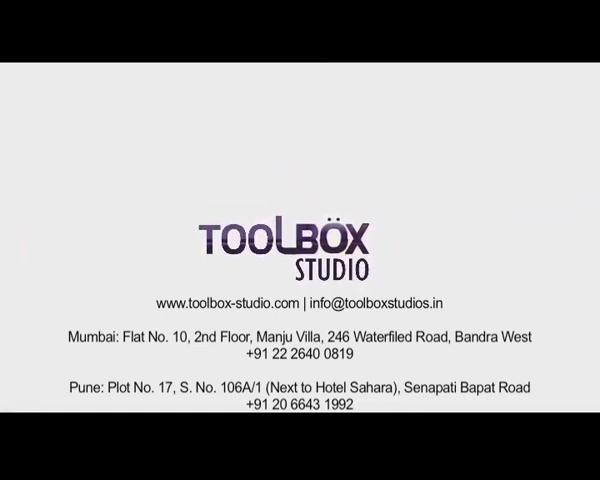 TOOLBÖX
STUDIO
www.toolbox-studio.com | info@toolboxstudios.in
Mumbai: Flat No. 10, 2nd Floor, Manju Villa, 246 Waterfiled Road, Bandra West
+91 22 2640 0819
Pune: Plot No. 17, S. No. 106A/1 (Next to Hotel Sahara), Senapati Bapat Road
+91 20 6643 1992